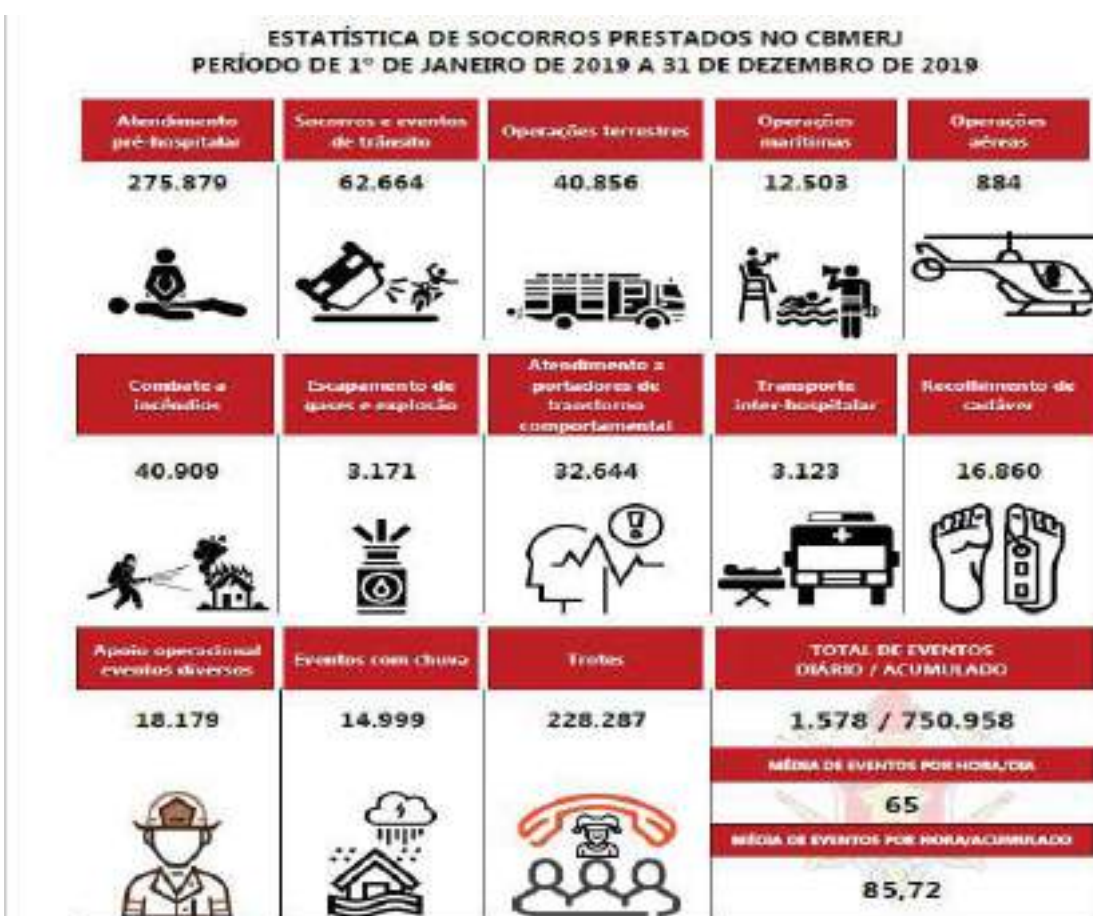 ESTATÍSTICA DE SOCORROS PRESTADOS NO CBMERJ
PERÍODO DE 1º DE JANEIRO DE 2019 A 31 DE DEZEMBRO DE 2019
Atendimento
pré-hospitalar
275.879
Socorros e eventos
de trânsito
62.664
Operações terrestres
40.856
Operações
marítimas
12.503
Operações
aéreas
884
Combate a
incêndios
40.909
Escapamento de
gases e explosão
3.171
Atendimento a
portadores de
transtorno
comportamental
32.644
Transporte
inter-hospitalar
3.123
Recolhimento de
cadáver
16.860
Apoio operacional
eventos diversos
18.179
Eventos com chuva
14.999
Trotes
228.287
TOTAL DE EVENTOS
DIÁRIO / ACUMULADO
1.578 / 750.958
MÉDIA DE EVENTOS POR HORA/DIA
65
MÉDIA DE EVENTOS POR HORA/ACUMULADO
85,72